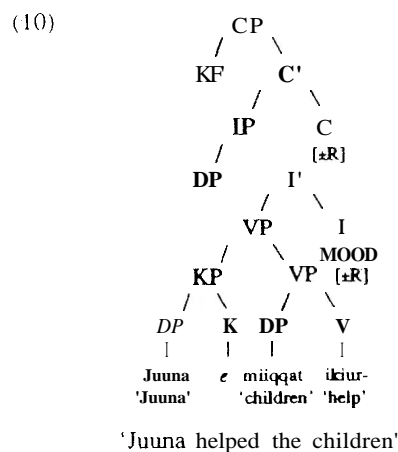 (10)
CP
KF C'
IP C
[±R]
DP I'
VP I
MOOD
KP VP [±R]
DP K DP V
Juuna e miiqqat ikiur-
'Juuna' 'children' 'help'
'Juuna helped the children'